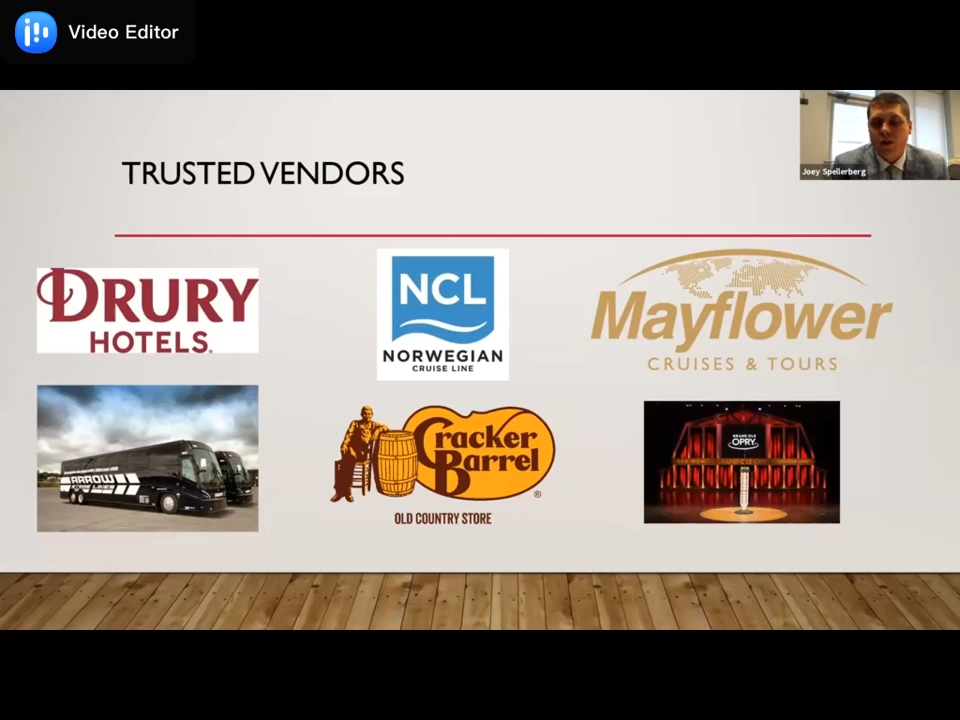 Video Editor
Joey Spellerberg
TRUSTED VENDORS
DRURY
HOTELS.
NCL
NORWEGIAN
CRUISE LINE
Mayflower
CRUISES & TOURS
ARROW
Cracker
Barrel
®
OLD COUNTRY STORE
GRAND OLE
OPRY